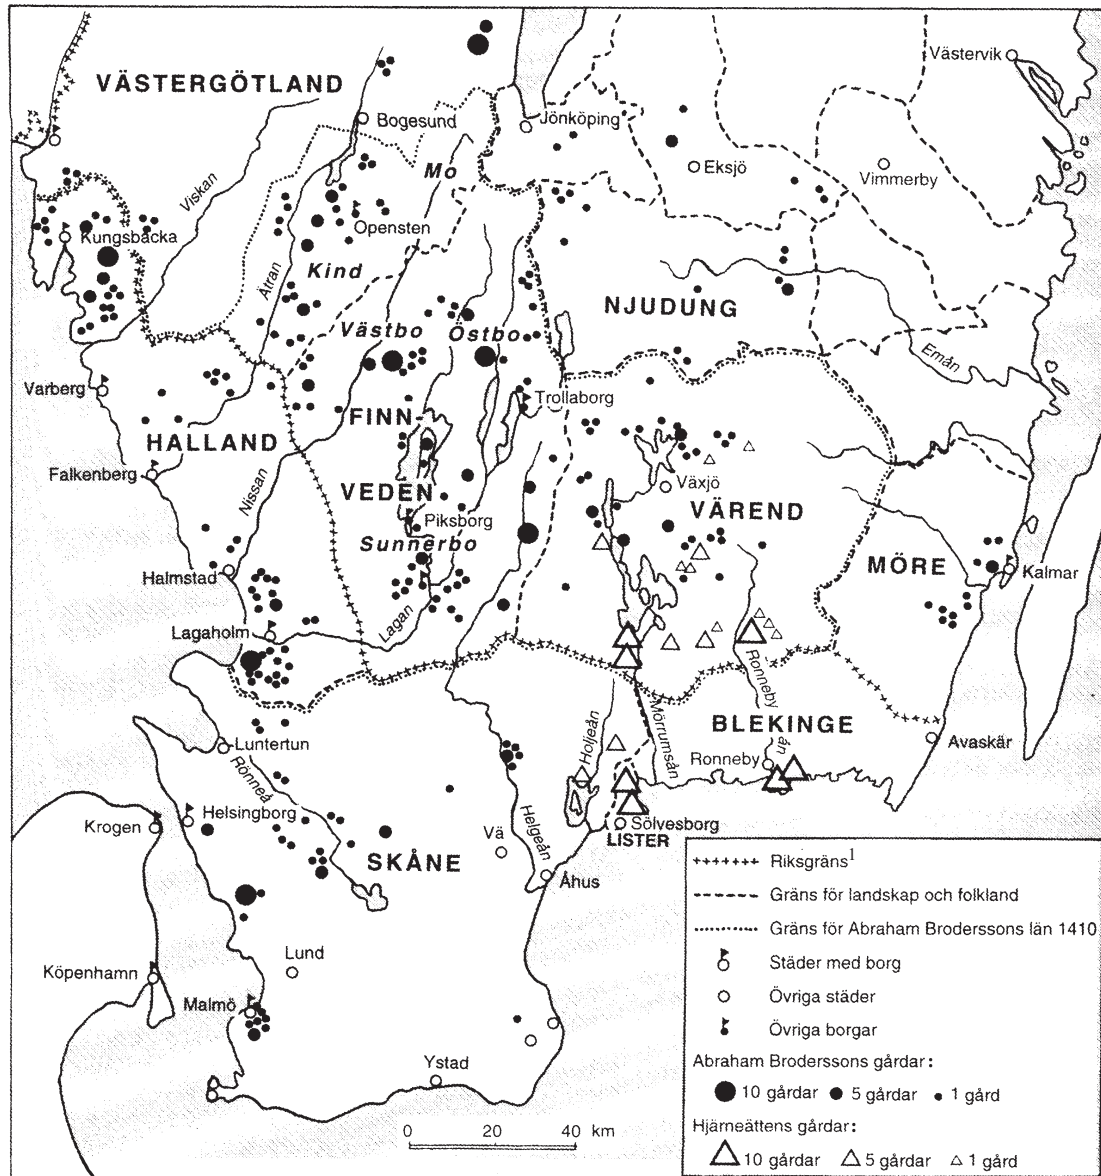 Västervik
VÄSTERGÖTLAND
Bogesund
Jönköping
Mo
Eksjö
Vimmerby
Viskan
Opensten
Kungsbacka
Ätran
Kind
NJUDUNG
Västbo
Östbo
Emån
Varberg
Trollaborg
FINN-
HALLAND
Falkenberg
Nissan
VEDEN
Växjö
Piksborg
VÄREND
Sunnerbo
MÖRE
Halmstad
Kalmar
Lagan
Lagaholm
Ronneby
ån
Mörrumsån
Holjeån
BLEKINGE
Luntertun
Avaskär
Ronneby
Rönneå
Helsingborg
Krogen
Helgeån
Vä
Sölvesborg
LISTER
SKÅNE
Åhus
Lund
Köpenhamn
Malmö
Ystad
0 20 40 km
Riksgräns1
Gräns för landskap och folkland
Gräns för Abraham Broderssons län 1410
Städer med borg
Övriga städer
Övriga borgar
Abraham Broderssons gårdar:
10 gårdar 5 gårdar 1 gård
Hjärneättens gårdar:
10 gårdar 5 gårdar 1 gård